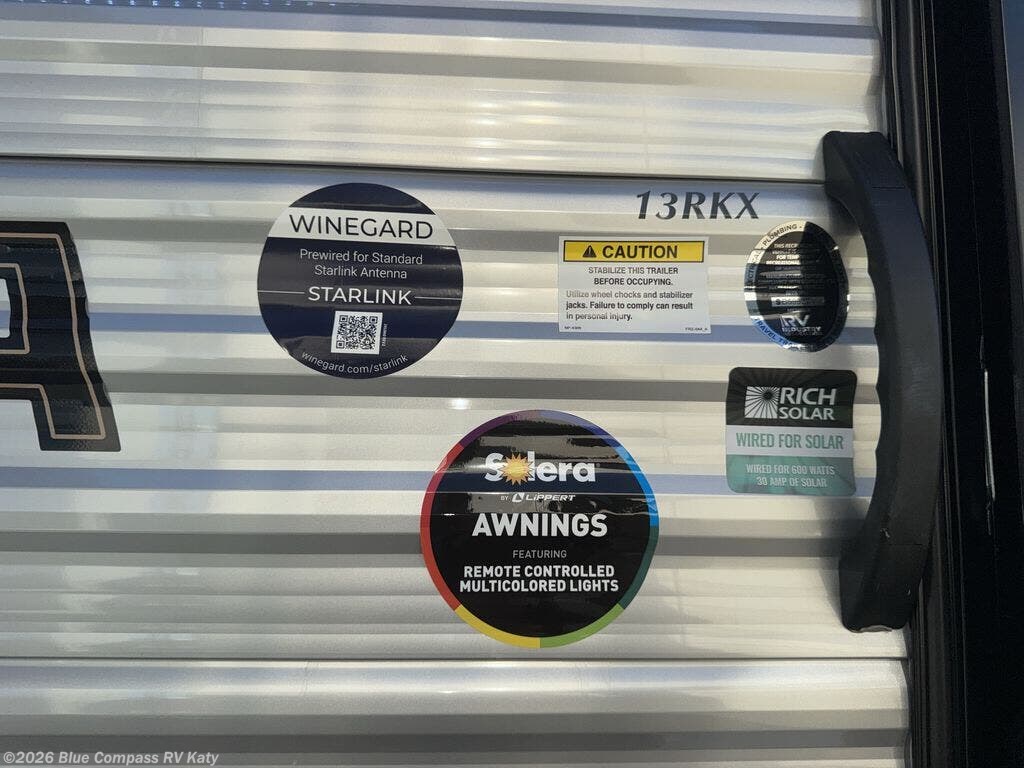 13RKX
WINEGARD
Prewired for Standard
Starlink Antenna
STARLINK
winegard.com/starlink
CAUTION
STABILIZE THIS TRAILER
BEFORE OCCUPYING.
Utilize wheel chocks and stabilizer
jacks. Failure to comply can result
in personal injury.
PLUMBING
RV
INDUSTRY
RICH
SOLAR
WIRED FOR SOLAR
WIRED FOR 600 WATTS
30 AMP OF SOLAR
Solera
BY LIPPERT
AWNINGS
FEATURING
REMOTE CONTROLLED
MULTICOLORED LIGHTS
©2026 Blue Compass RV Katy